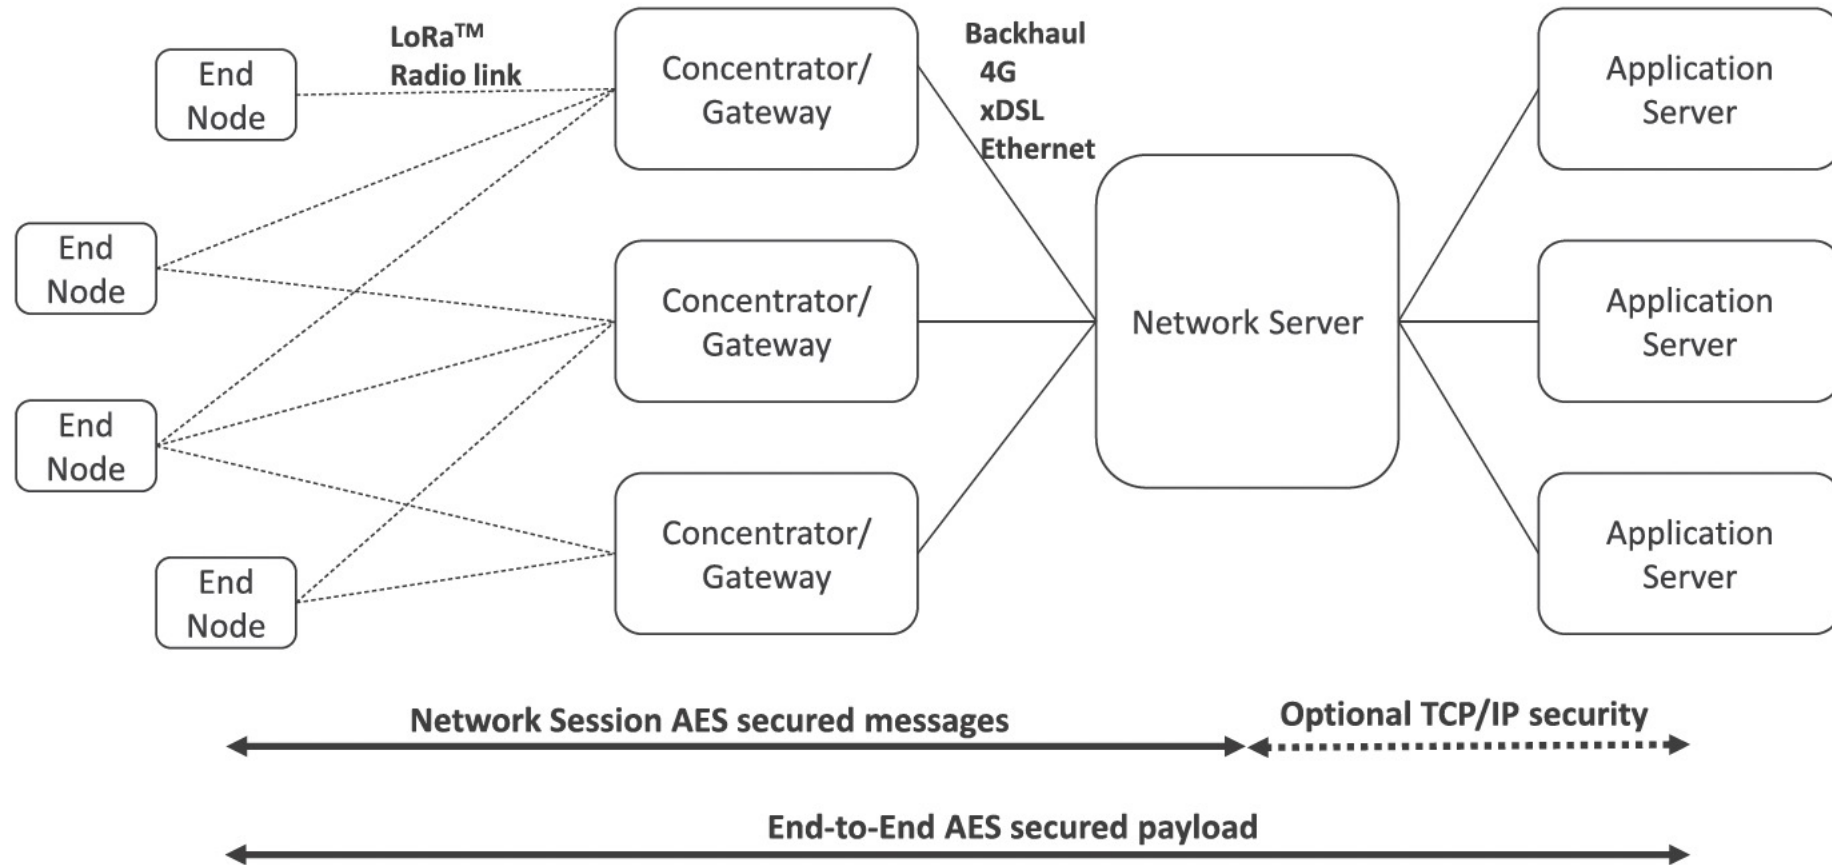 LoRa™
Radio link
End
Node
End
Node
End
Node
End
Node
Concentrator/
Gateway
Concentrator/
Gateway
Concentrator/
Gateway
Backhaul
4G
xDSL
Ethernet
Network Server
Application
Server
Application
Server
Application
Server
Network Session AES secured messages
Optional TCP/IP security
End-to-End AES secured payload